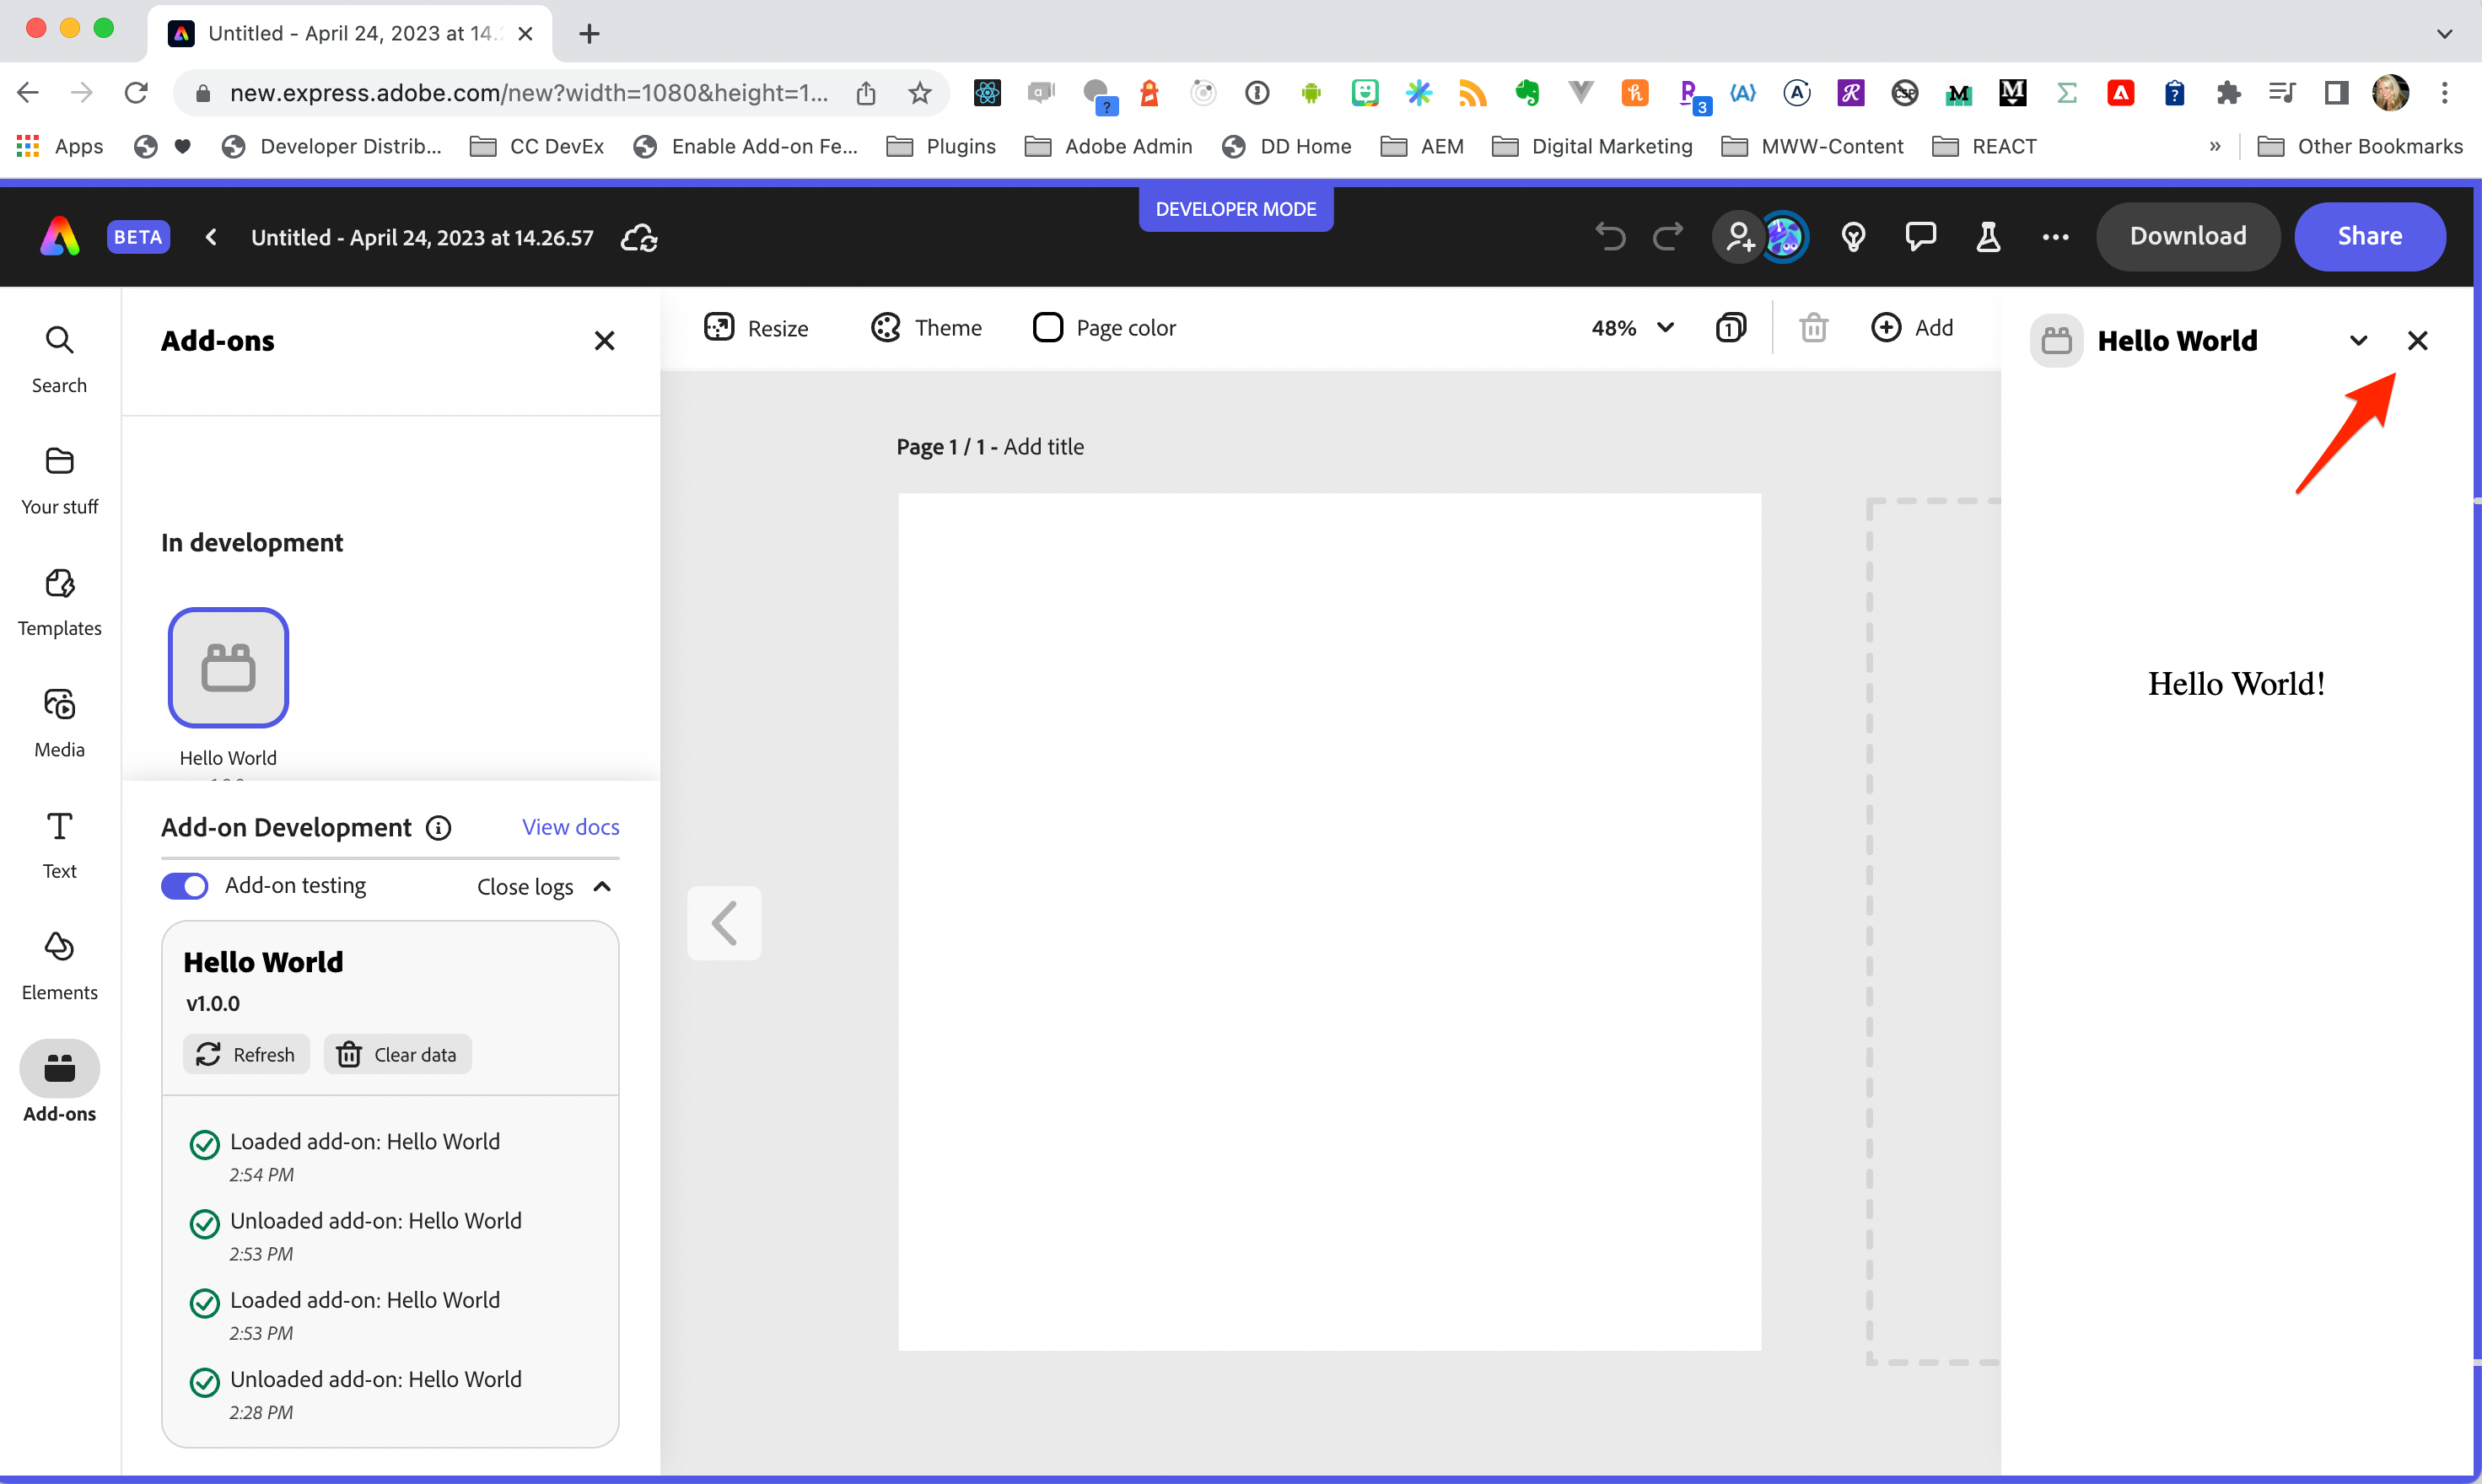 Untitled - April 24, 2023 at 14.
new.express.adobe.com/new?width=1080&height=1...
Apps
Developer Distrib...
CC DevEx
Enable Add-on Fe...
Plugins
Adobe Admin
DD Home
AEM
Digital Marketing
MWW-Content
REACT
»
Other Bookmarks
BETA
Untitled - April 24, 2023 at 14.26.57
DEVELOPER MODE
Download
Share
Search
Your stuff
Templates
Media
Text
Elements
Add-ons
Add-ons
In development
Hello World
Add-on Development
View docs
Add-on testing
Close logs
Hello World
v1.0.0
Refresh
Clear data
Loaded add-on: Hello World
2:54 PM
Unloaded add-on: Hello World
2:53 PM
Loaded add-on: Hello World
2:53 PM
Unloaded add-on: Hello World
2:28 PM
Resize
Theme
Page color
48%
1
Add
Page 1 / 1 - Add title
Hello World
Hello World!